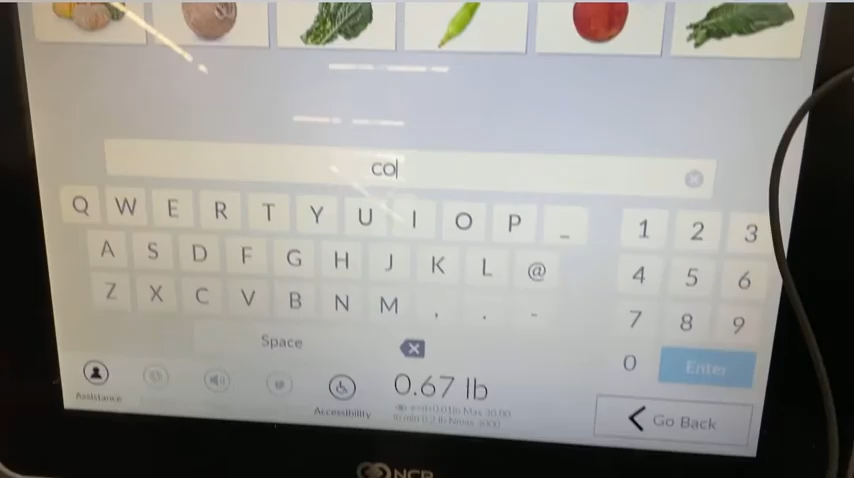 col
Q W E R T Y U I O P _ 1 2 3
A S D F G H J K L @ 4 5 6
Z X C V B N M , . - 7 8 9
Space 0 Enter
Assistance Accessibility 0.67 lb
Go Back
NCR